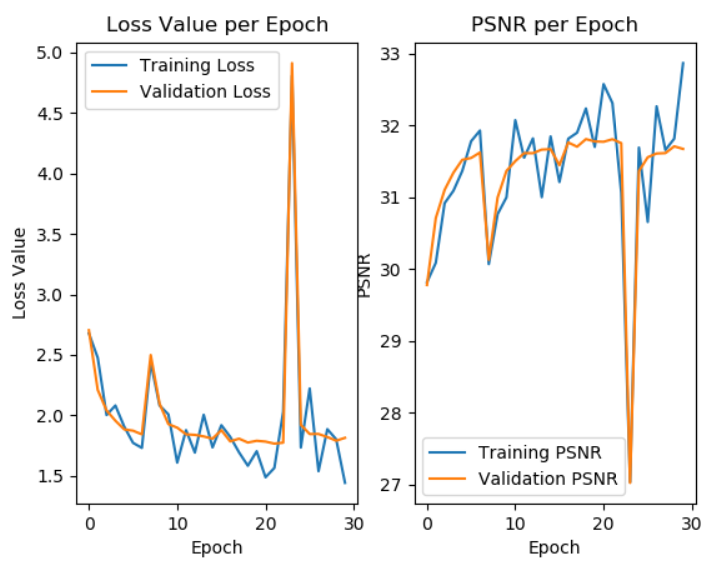 Loss Value per Epoch
Training Loss
Validation Loss
5.0
4.5
4.0
3.5
3.0
2.5
2.0
1.5
Loss Value
0 10 20 30
Epoch
PSNR per Epoch
33
32
31
30
29
28
27
PSNR
Training PSNR
Validation PSNR
0 10 20 30
Epoch